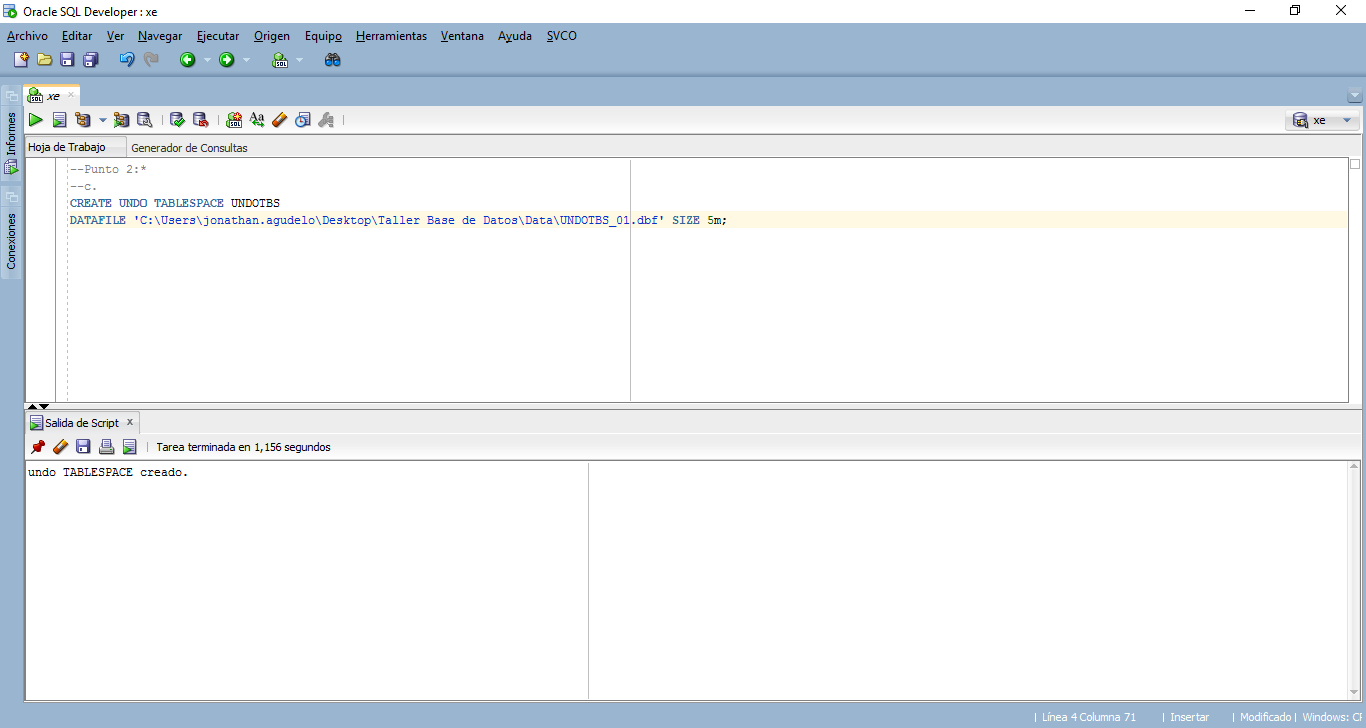 Oracle SQL Developer : xe
Archivo Editar Ver Navegar Ejecutar Origen Equipo Herramientas Ventana Ayuda SVCO
xe
xe
Hoja de Trabajo Generador de Consultas
Informes
Conexiones
--Punto 2:*
--c.
CREATE UNDO TABLESPACE UNDOTBS
DATAFILE 'C:\Users\jonathan.agudelo\Desktop\Taller Base de Datos\Data\UNDOTBS_01.dbf' SIZE 5m;
Salida de Script x
Tarea terminada en 1,156 segundos
undo TABLESPACE creado.
| Línea 4 Columna 71 | Insertar | Modificado | Windows: